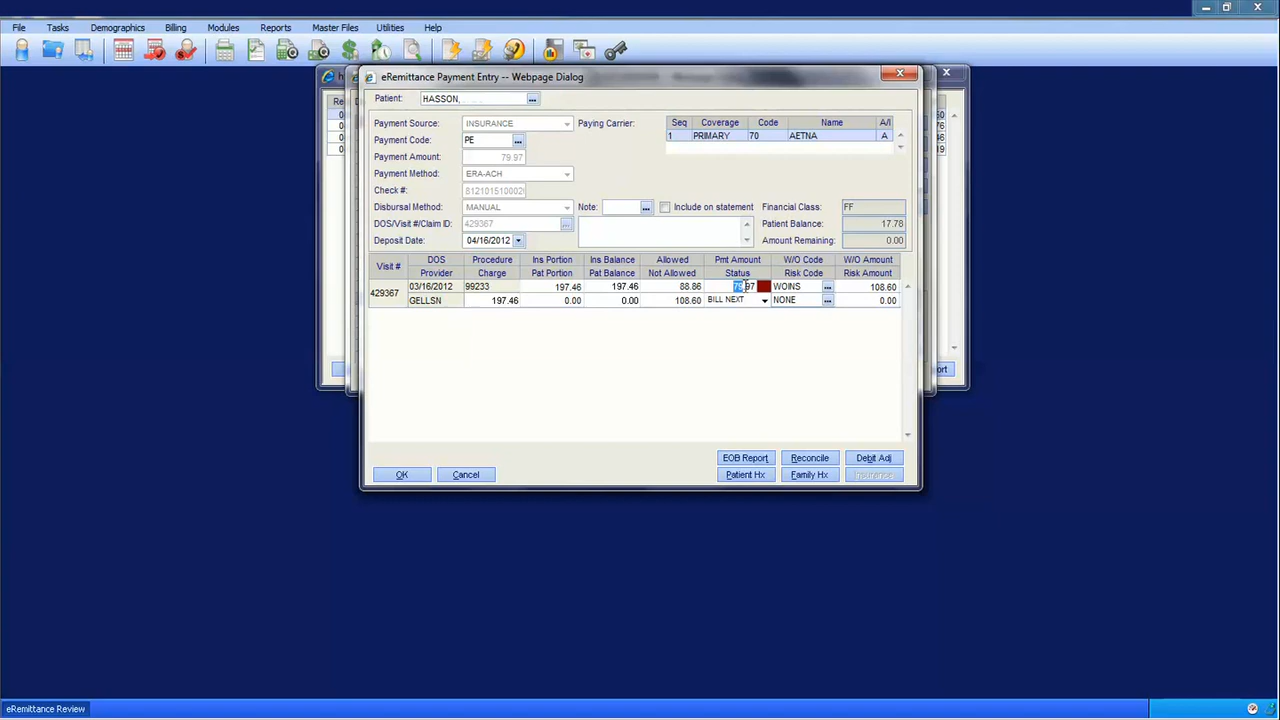 File Tasks Demographics Billing Modules Reports Master Files Utilities Help
eRemittance Payment Entry -- Webpage Dialog
Patient: HASSON,
Payment Source: INSURANCE Paying Carrier: Seq Coverage Code Name A/I
1 PRIMARY 70 AETNA A
Payment Code: PE
Payment Amount: 79.97
Payment Method: ERA-ACH
Check #: 8121015100026
Disbursal Method: MANUAL Note: Include on statement Financial Class: FF
DOS/Visit #/Claim ID: 429367 Patient Balance: 17.78
Deposit Date: 04/16/2012 Amount Remaining: 0.00
Visit # DOS Procedure Ins Portion Ins Balance Allowed Pmt Amount W/O Code W/O Amount
Provider Charge Pat Portion Pat Balance Not Allowed Status Risk Code Risk Amount
429367 03/16/2012 99233 197.46 197.46 88.86 79.97 WOINS 108.60
GELLSN 197.46 0.00 0.00 108.60 BILL NEXT NONE 0.00
EOB Report Reconcile Debit Adj
OK Cancel Patient Hx Family Hx Insurance
eRemittance Review